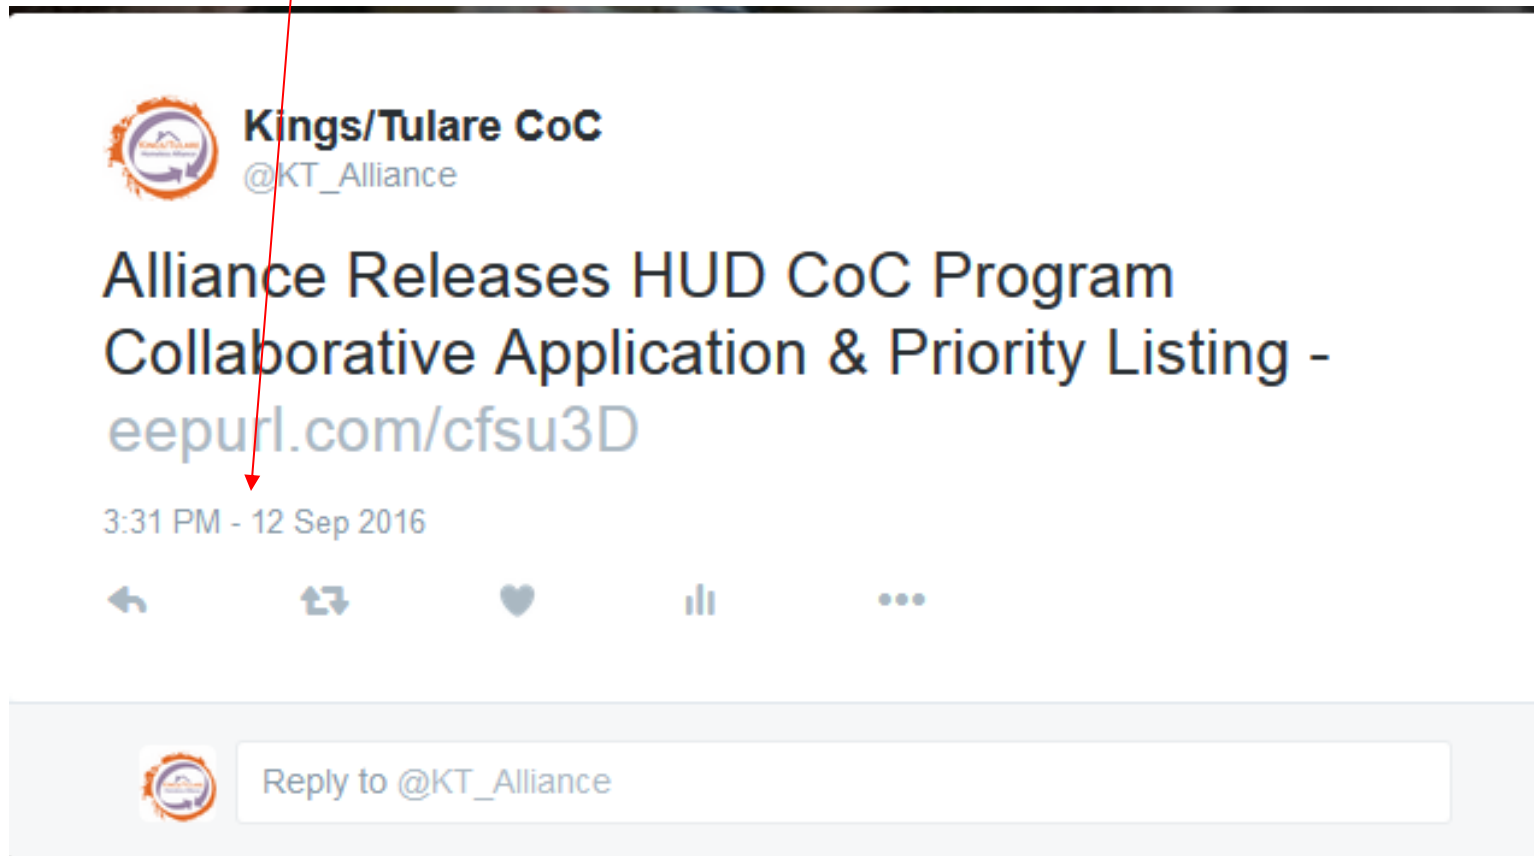 Kings/Tulare CoC
@KT_Alliance
Alliance Releases HUD CoC Program
Collaborative Application & Priority Listing -
eepurl.com/cfsu3D
3:31 PM - 12 Sep 2016
Reply to @KT_Alliance